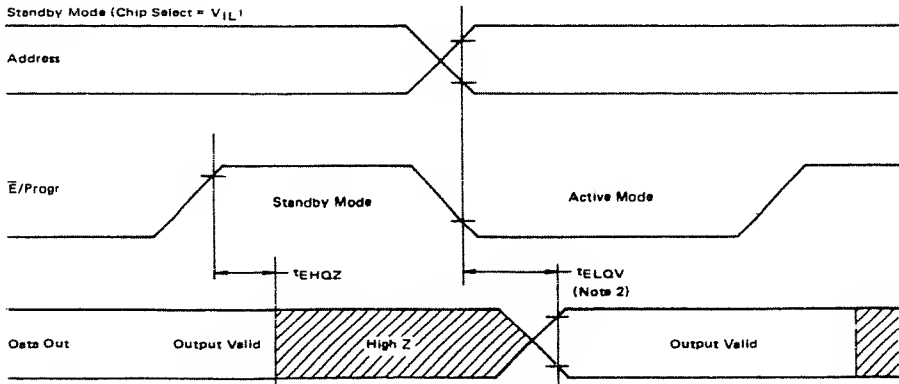 Standby Mode (Chip Select = VIL)
Address
E̅/Progr
Standby Mode
Active Mode
tEHQZ
tELQV
(Note 2)
Data Out
Output Valid
High Z
Output Valid